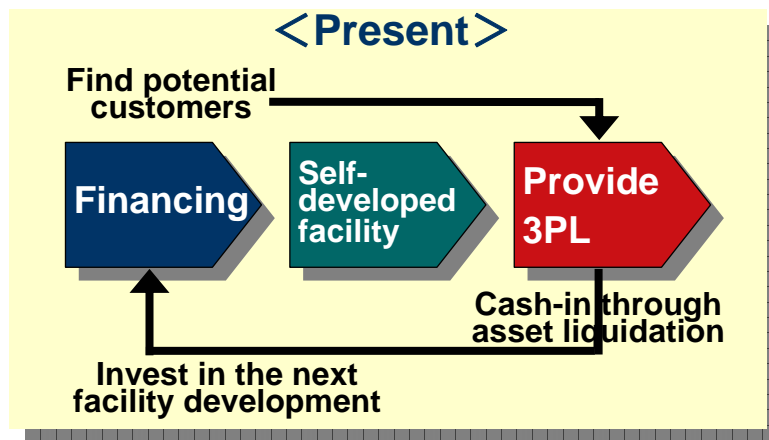 ＜Present＞
Find potential
customers
Financing
Self-
developed
facility
Provide
3PL
Cash-in through
asset liquidation
Invest in the next
facility development